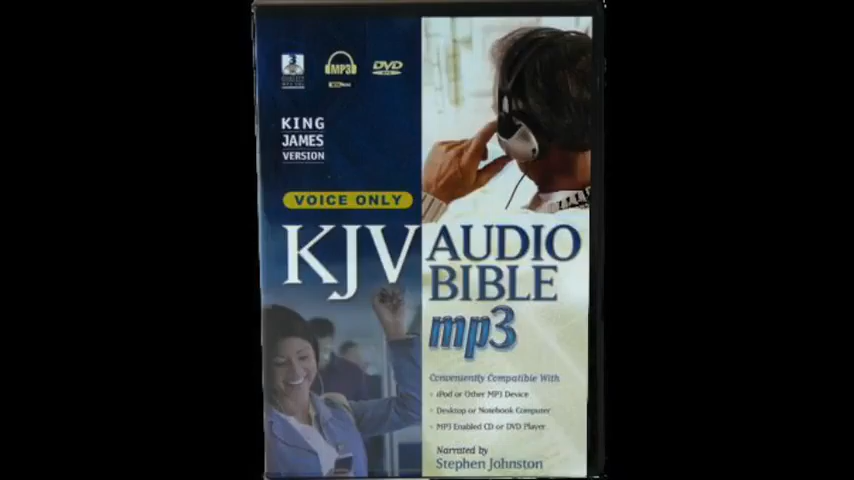 MP3
DVD
KING
JAMES
VERSION
VOICE ONLY
KJV AUDIO
BIBLE
mp3
Conveniently Compatible With
iPod or Other MP3 Device
Desktop or Notebook Computer
MP3 Enabled CD or DVD Player
Narrated by
Stephen Johnston